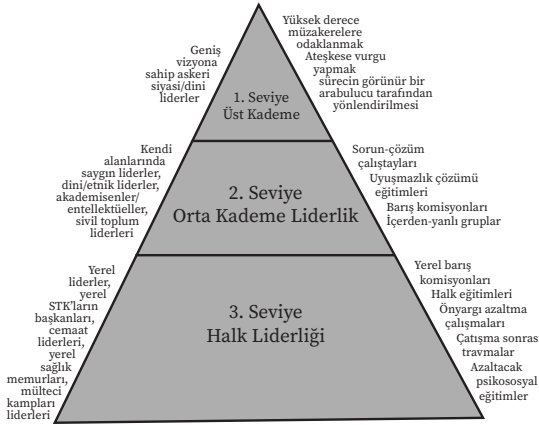 Geniş
vizyona
sahip askeri
siyasi/dini
liderler
1. Seviye
Üst Kademe
Yüksek derece
müzakerelere
odaklanmak
Ateşkese vurgu
yapmak
sürecin görünür bir
arabulucu tarafından
yönlendirilmesi
Kendi
alanlarında
saygın liderler,
dini/etnik liderler,
akademisenler/
entellektüeller,
sivil toplum
liderleri
2. Seviye
Orta Kademe Liderlik
Sorun-çözüm
çalıştayları
Uyuşmazlık çözümü
eğitimleri
Barış komisyonları
İçerden-yanlı gruplar
Yerel
liderler,
yerel
STK'ların
başkanları,
cemaat
liderleri,
yerel
sağlık
memurları,
mülteci
kampları
liderleri
3. Seviye
Halk Liderliği
Yerel barış
komisyonları
Halk eğitimleri
Önyargı azaltma
çalışmaları
Çatışma sonrası
travmalar
Azaltacak
psikososyal
eğitimler